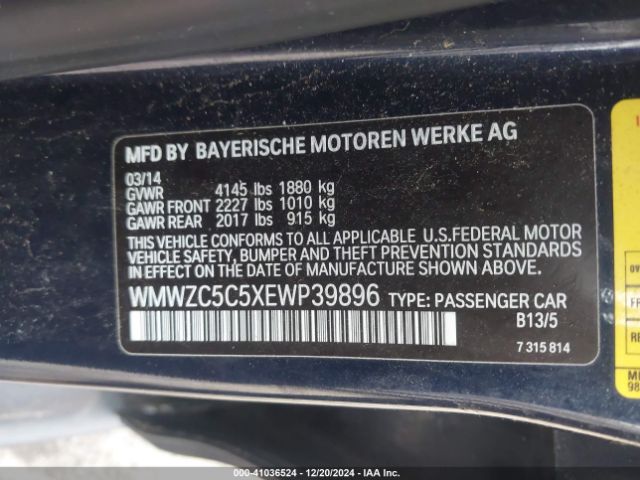 MFD BY BAYERISCHE MOTOREN WERKE AG
03/14
GVWR 4145 lbs 1880 kg
GAWR FRONT 2227 lbs 1010 kg
GAWR REAR 2017 lbs 915 kg
THIS VEHICLE CONFORMS TO ALL APPLICABLE U.S.FEDERAL MOTOR
VEHICLE SAFETY, BUMPER AND THEFT PREVENTION STANDARDS
IN EFFECT ON THE DATE OF MANUFACTURE SHOWN ABOVE.
WMWZC5C5XEWP39896 TYPE: PASSENGER CAR
B13/5
7 315 814
© COPY - 41036524 - 12/20/2024 - IAA Inc.